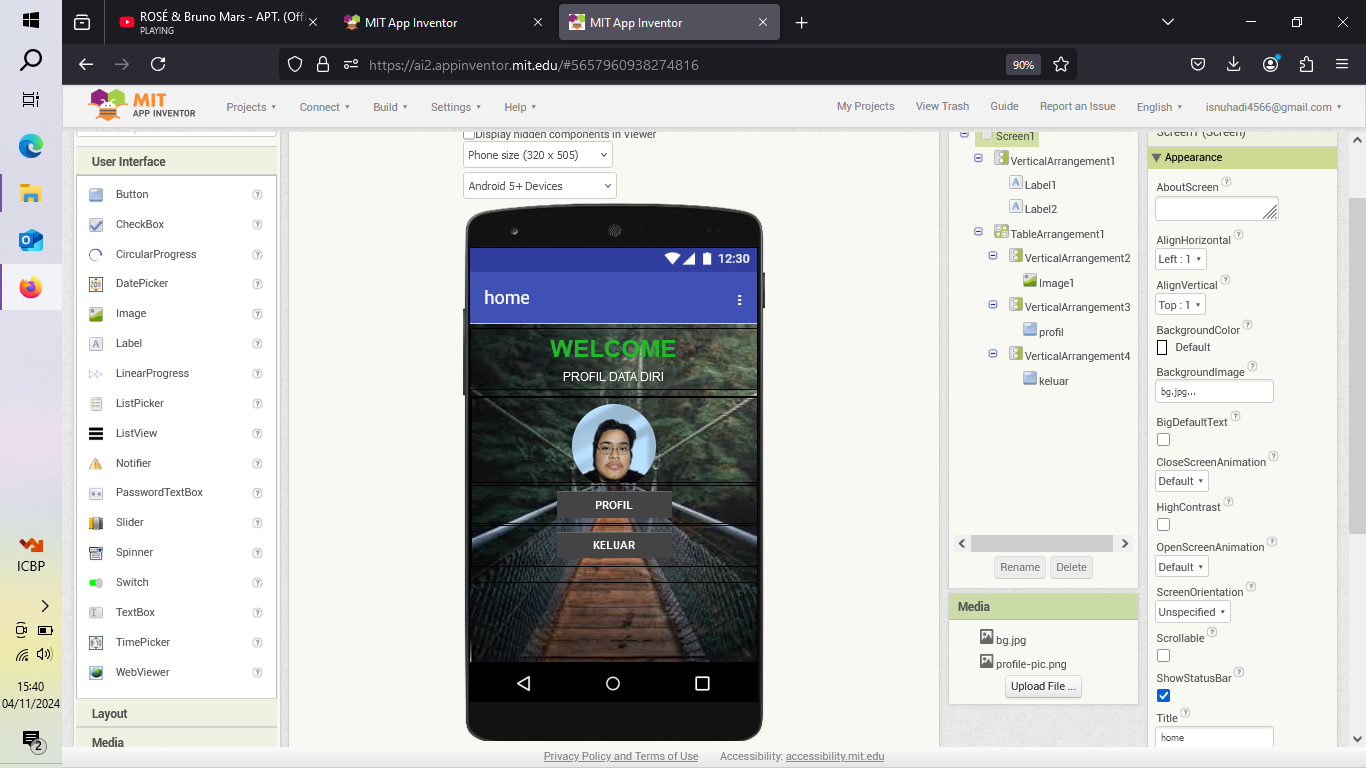 ROSÉ & Bruno Mars - APT. (Offi
PLAYING
MIT App Inventor
MIT App Inventor
https://ai2.appinventor.mit.edu/#5657960938274816
90%
MIT
APP INVENTOR
Projects
Connect
Build
Settings
Help
My Projects
View Trash
Guide
Report an Issue
English
isnuhadi4566@gmail.com
User Interface
Button
CheckBox
CircularProgress
DatePicker
Image
Label
LinearProgress
ListPicker
ListView
Notifier
PasswordTextBox
Slider
Spinner
Switch
TextBox
TimePicker
WebViewer
Layout
Media
Display hidden components in Viewer
Phone size (320 x 505)
Android 5+ Devices
12:30
home
WELCOME
PROFIL DATA DIRI
PROFIL
KELUAR
Screen1
VerticalArrangement1
Label1
Label2
TableArrangement1
VerticalArrangement2
Image1
VerticalArrangement3
profil
VerticalArrangement4
keluar
Rename
Delete
Media
bg.jpg
profile-pic.png
Upload File ...
Screen1 (Screen)
Appearance
AboutScreen
AlignHorizontal
Left : 1
AlignVertical
Top : 1
BackgroundColor
Default
BackgroundImage
bg.jpg...
BigDefaultText
CloseScreenAnimation
Default
HighContrast
OpenScreenAnimation
Default
ScreenOrientation
Unspecified
Scrollable
ShowStatusBar
Title
home
Privacy Policy and Terms of Use
Accessibility: accessibility.mit.edu
ICBP
15:40
04/11/2024
2